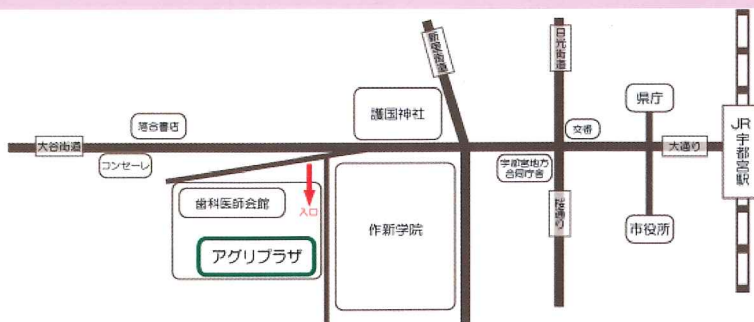 新里街道
日光街道
県庁
護国神社
交番
落合書店
大谷街道
大通り
JR宇都宮駅
コンセーレ
宇都宮地方
合同庁舎
歯科医師会館
入口
桜通り
市役所
作新学院
アグリプラザ